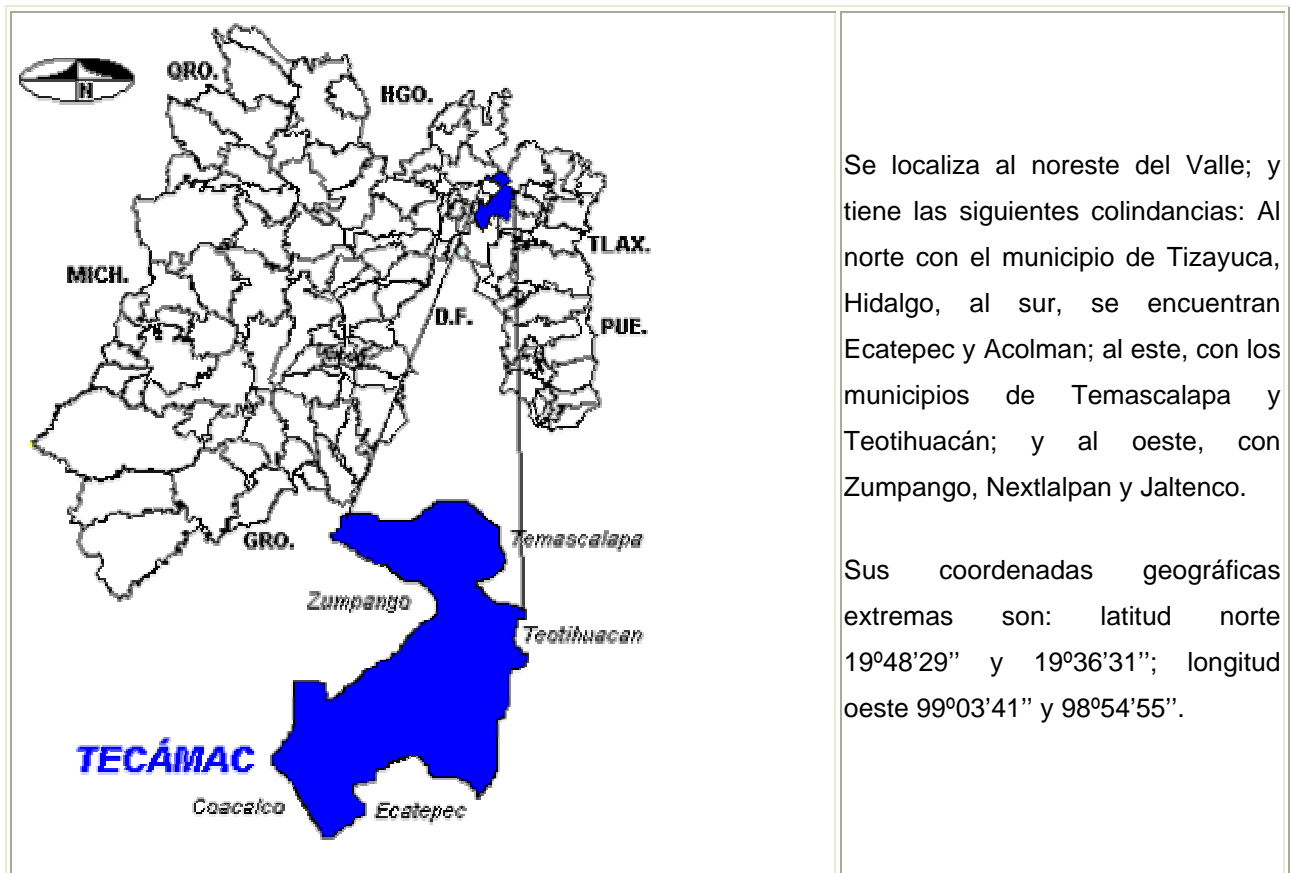 QRO.
N
HGO.
TLAX.
MICH.
D.F.
PUE.
GRO.
Temascalapa
Zumpango
Teotihuacan
TECÁMAC
Coacalco
Ecatepec
Se localiza al noreste del Valle; y
tiene las siguientes colindancias: Al
norte con el municipio de Tizayuca,
Hidalgo, al sur, se encuentran
Ecatepec y Acolman; al este, con los
municipios de Temascalapa y
Teotihuacán; y al oeste, con
Zumpango, Nextlalpan y Jaltenco.
Sus coordenadas geográficas
extremas son: latitud norte
19º48’29’’ y 19º36’31’’; longitud
oeste 99º03’41’’ y 98º54’55’’.